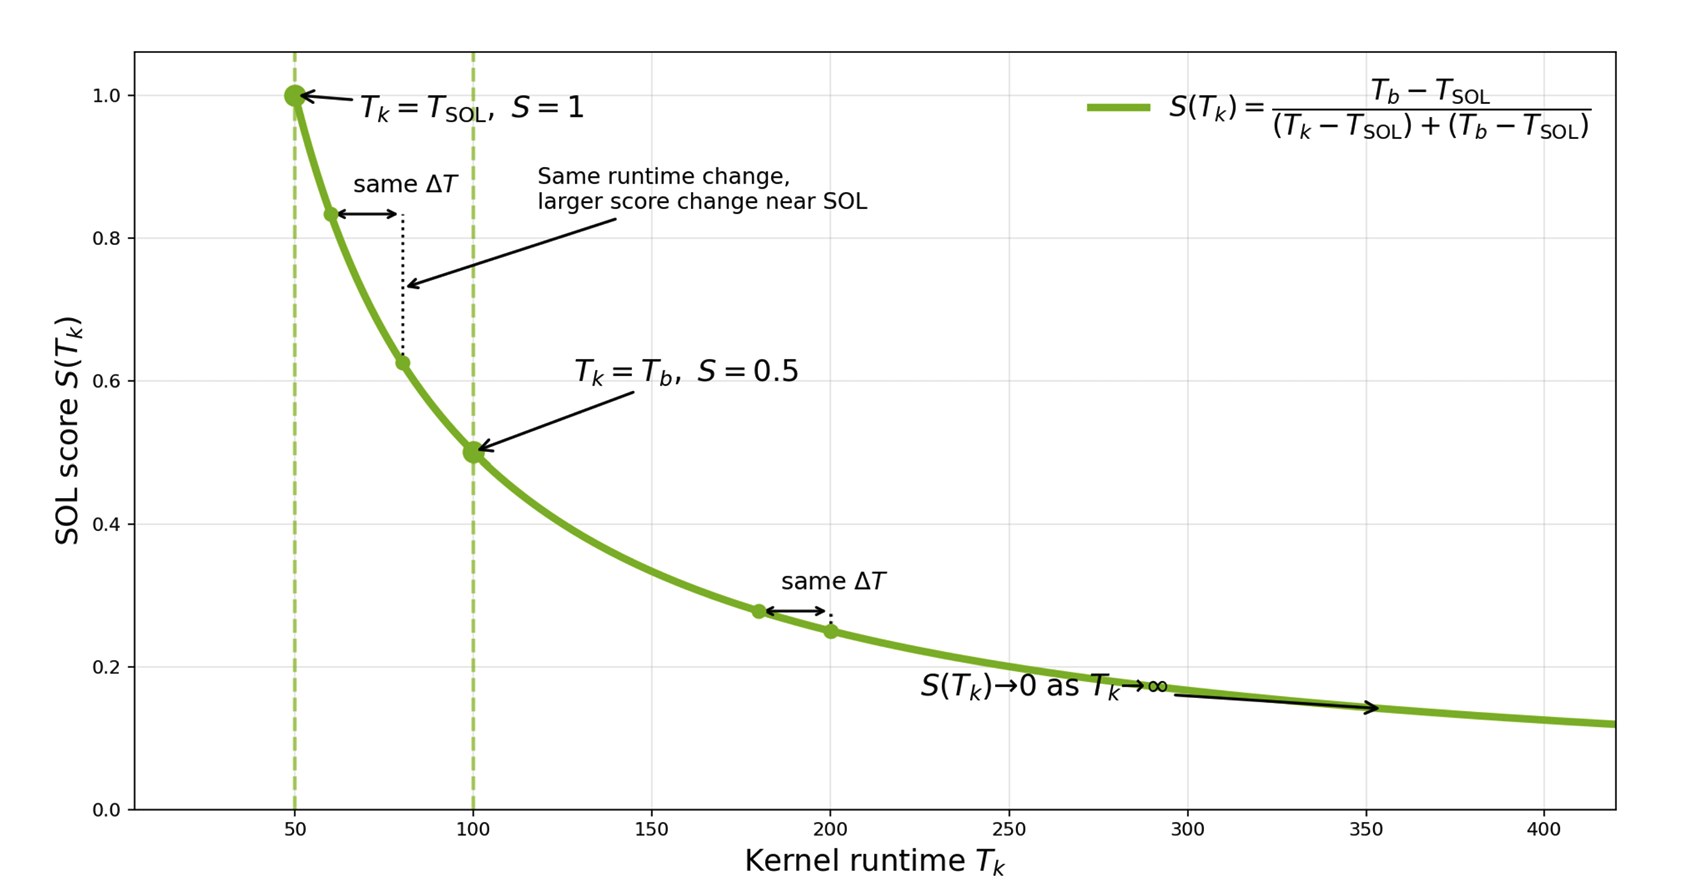 1.0
0.8
0.6
0.4
0.2
0.0
SOL score S(T_k)
T_k = T_SOL, S = 1
S(T_k) = (T_b − T_SOL) / ((T_k − T_SOL) + (T_b − T_SOL))
same ΔT
Same runtime change,
larger score change near SOL
T_k = T_b, S = 0.5
same ΔT
S(T_k)→0 as T_k→∞
50 100 150 200 250 300 350 400
Kernel runtime T_k